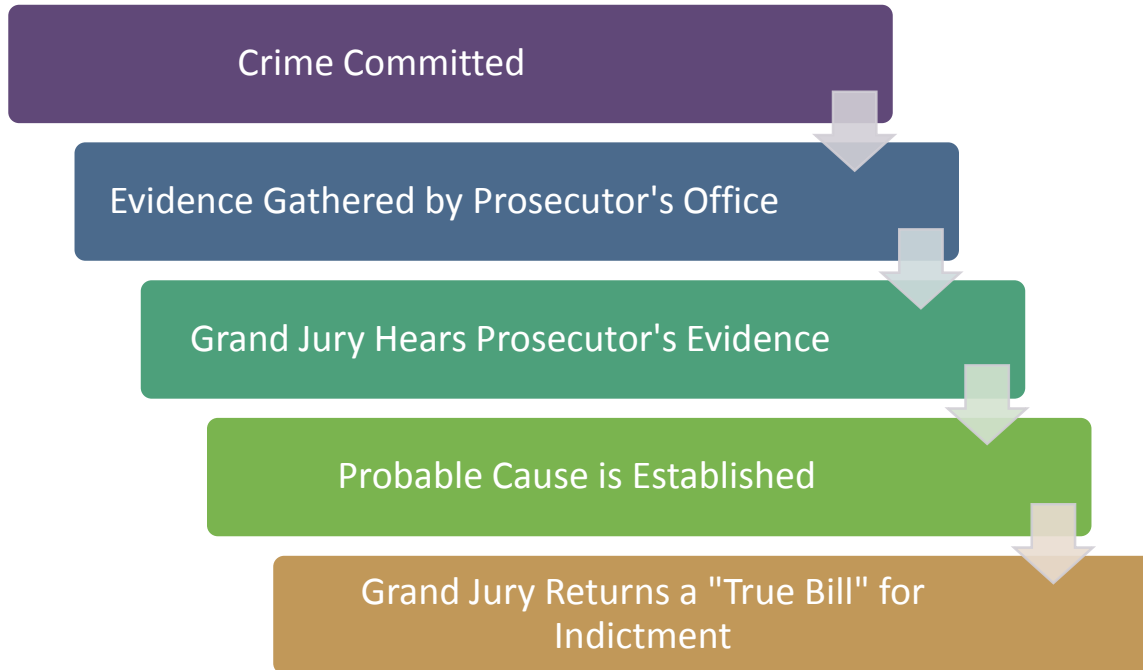 Crime Committed
Evidence Gathered by Prosecutor's Office
Grand Jury Hears Prosecutor's Evidence
Probable Cause is Established
Grand Jury Returns a "True Bill" for
Indictment